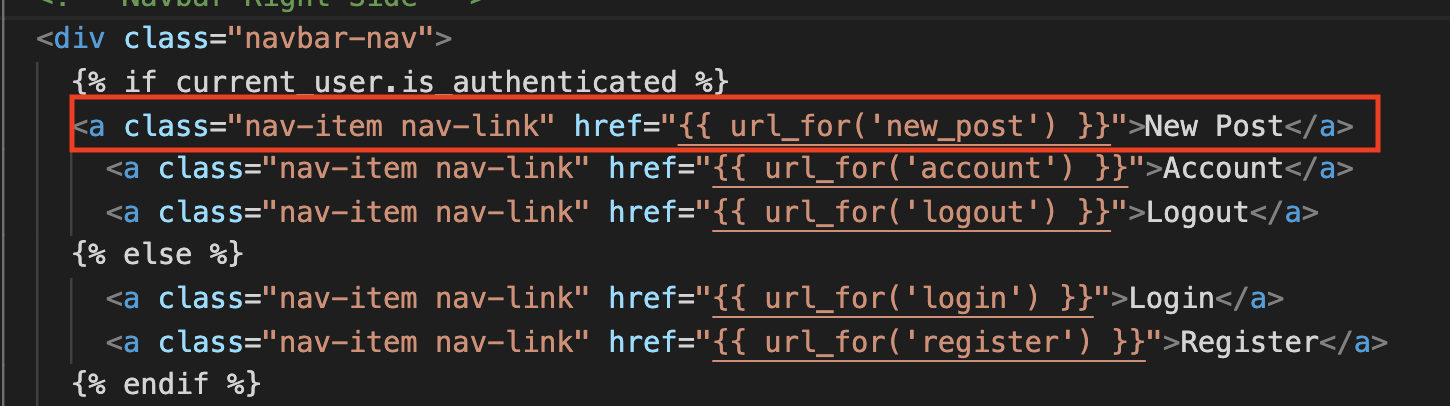 Navbar Right Side
<div class="navbar-nav">
{% if current_user.is_authenticated %}
<a class="nav-item nav-link" href="{{ url_for('new_post') }}">New Post</a>
<a class="nav-item nav-link" href="{{ url_for('account') }}">Account</a>
<a class="nav-item nav-link" href="{{ url_for('logout') }}">Logout</a>
{% else %}
<a class="nav-item nav-link" href="{{ url_for('login') }}">Login</a>
<a class="nav-item nav-link" href="{{ url_for('register') }}">Register</a>
{% endif %}